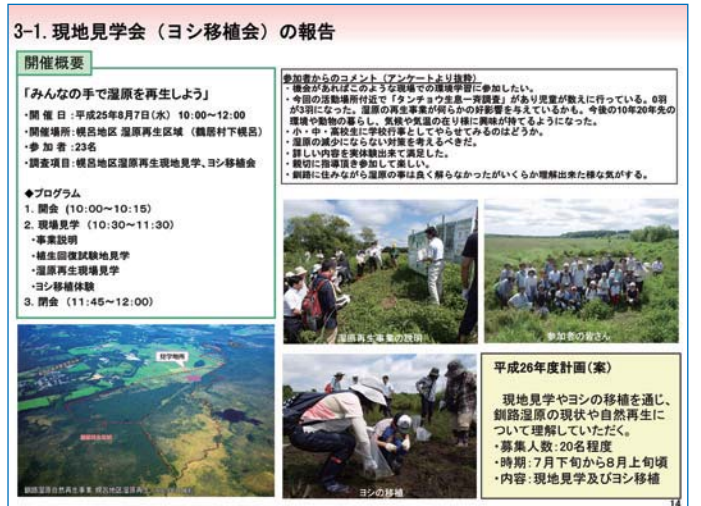 3-1. 現地見学会（ヨシ移植会）の報告
開催概要
「みんなの手で湿原を再生しよう」
・開 催 日：平成25年8月7日(水) 10:00～12:00
・開催場所：幌呂地区 湿原再生区域 （鶴居村下幌呂）
・参 加 者：23名
・調査項目：幌呂地区湿原再生現地見学、ヨシ移植会
◆プログラム
1. 開会 (10:00～10:15)
2. 現場見学 (10:30～11:30)
・事業説明
・植生回復試験地見学
・湿原再生現場見学
・ヨシ移植体験
3. 閉会 (11:45～12:00)
参加者からのコメント（アンケートより抜粋）
・機会があればこのような現場での環境学習に参加したい。
・今回の活動場所付近で「タンチョウ生息一斉調査」があり児童が数えに行っている。0羽
が3羽になった。湿原の再生事業が何らかの好影響を与えているかも。今後の10年20年先の
環境や動物の暮らし、気候や気温の在り様に興味が持てるようになった。
・小・中・高校生に学校行事としてやらせてみるのはどうか。
・湿原の減少にならない対策を考えるべきだ。
・詳しい内容を実体験出来て満足した。
・親切に指導頂き参加して楽しい。
・釧路に住みながら湿原の事は良く解らなかったがいくらか理解出来た様な気がする。
湿原再生事業の説明
参加者の皆さん
ヨシの移植
平成26年度計画(案)
現地見学やヨシの移植を通じ、
釧路湿原の現状や自然再生に
ついて理解していただく。
・募集人数：20名程度
・時期：7月下旬から8月上旬頃
・内容：現地見学及びヨシ移植
14